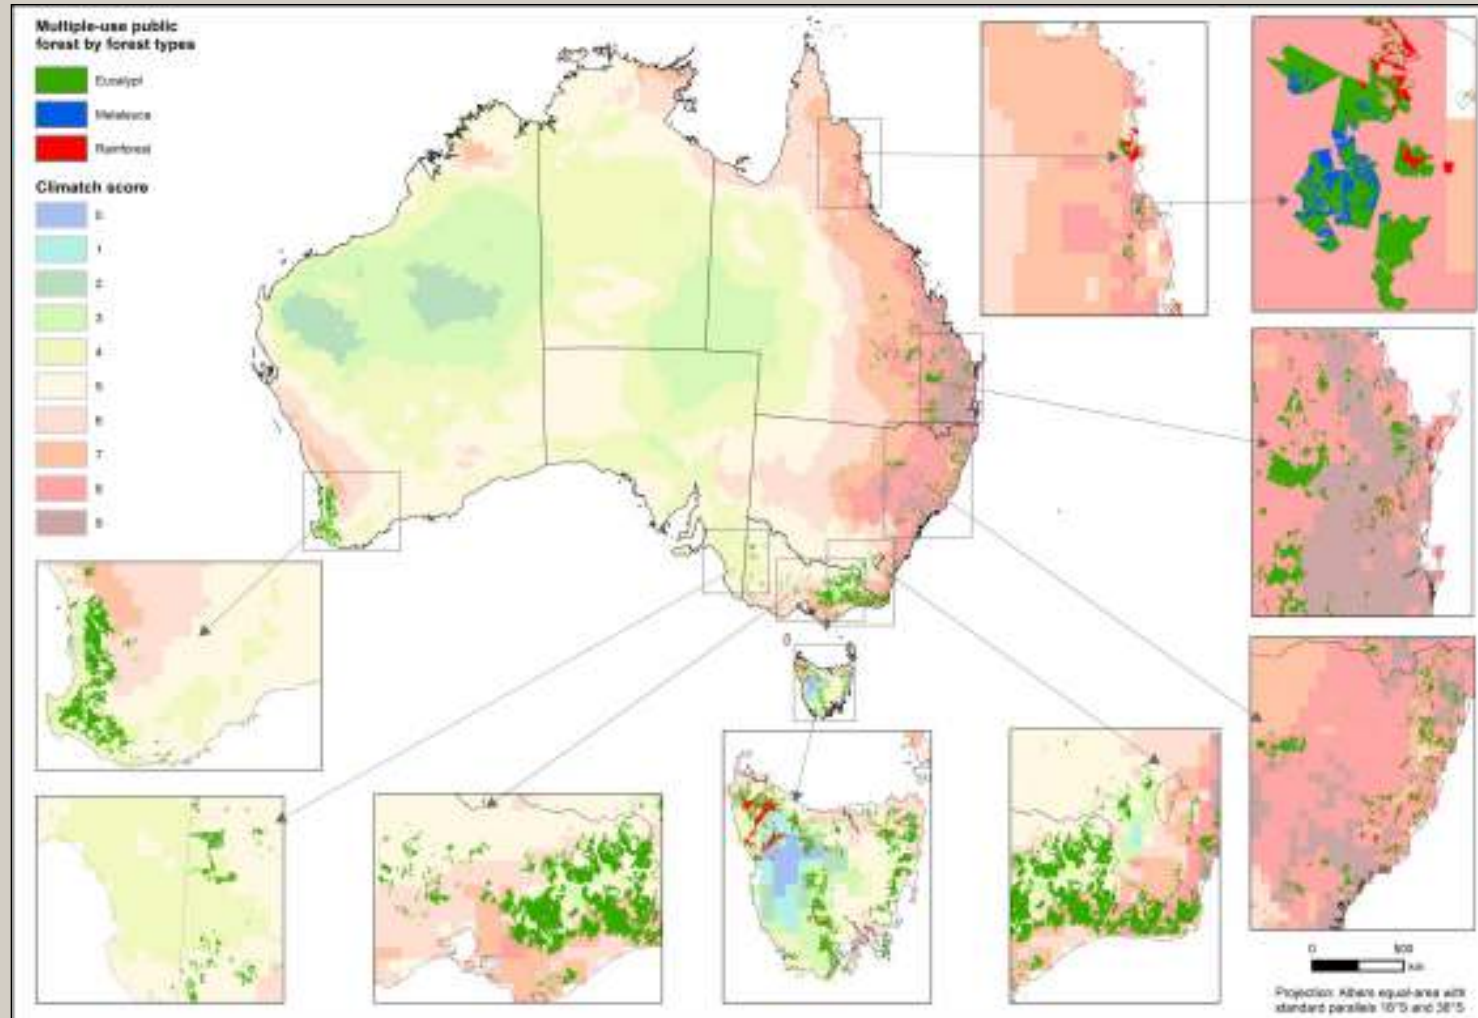 Multiple-use public
forest by forest types
Eucalypt
Melaleuca
Rainforest
Climatch score
0
1
2
3
4
5
6
7
8
9
0 500
km
Projection: Albers equal-area with
standard parallels 18°S and 36°S